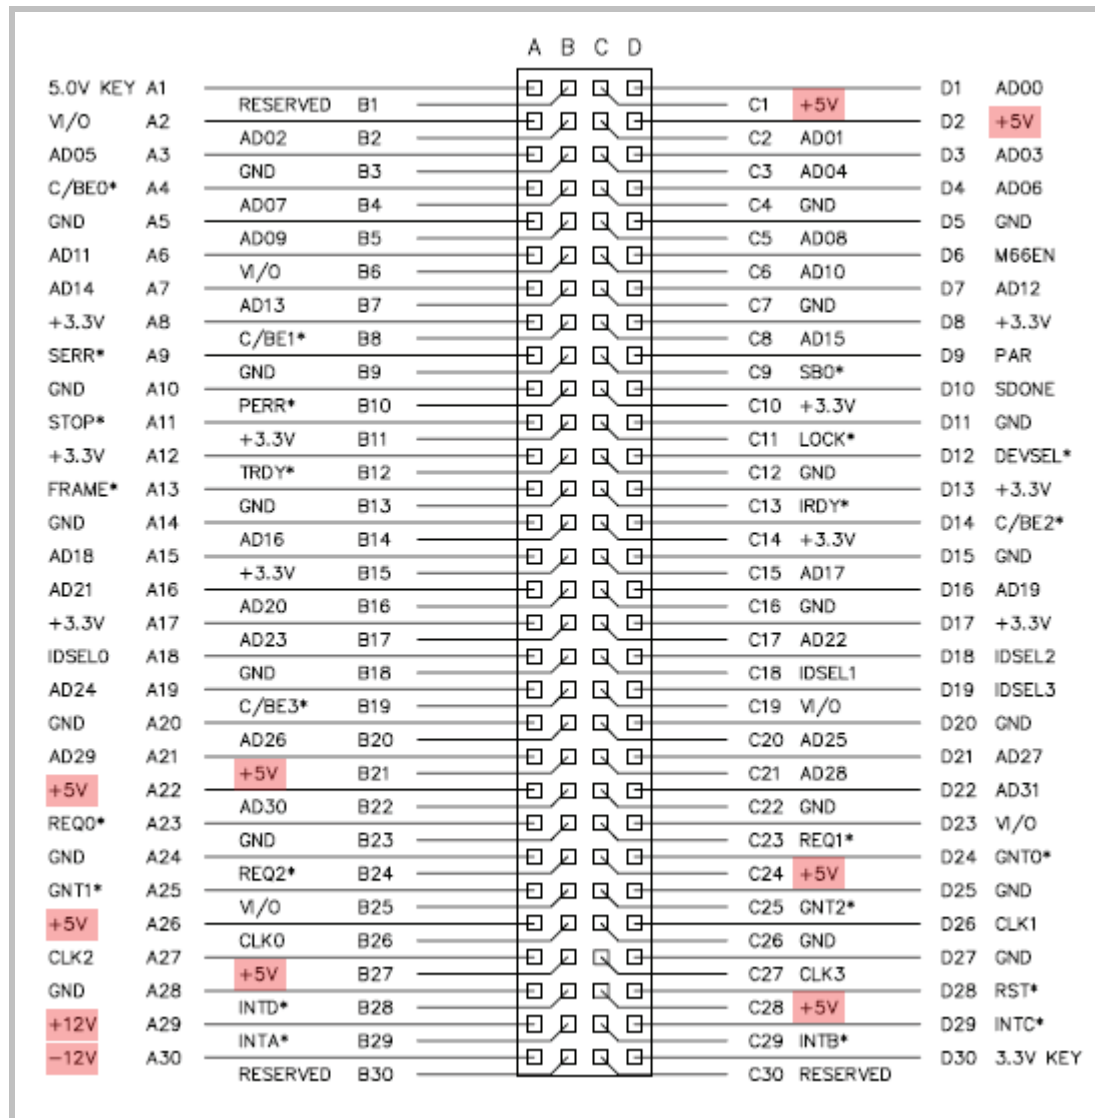 A B C D
5.0V KEY A1 D1 AD00
RESERVED B1 C1 +5V
VI/O A2 D2 +5V
AD02 B2 C2 AD01
AD05 A3 D3 AD03
GND B3 C3 AD04
C/BE0* A4 D4 AD06
AD07 B4 C4 GND
GND A5 D5 GND
AD09 B5 C5 AD08
AD11 A6 D6 M66EN
VI/O B6 C6 AD10
AD14 A7 D7 AD12
AD13 B7 C7 GND
+3.3V A8 D8 +3.3V
C/BE1* B8 C8 AD15
SERR* A9 D9 PAR
GND B9 C9 SB0*
GND A10 D10 SDONE
PERR* B10 C10 +3.3V
STOP* A11 D11 GND
+3.3V B11 C11 LOCK*
+3.3V A12 D12 DEVSEL*
TRDY* B12 C12 GND
FRAME* A13 D13 +3.3V
GND B13 C13 IRDY*
GND A14 D14 C/BE2*
AD16 B14 C14 +3.3V
AD18 A15 D15 GND
+3.3V B15 C15 AD17
AD21 A16 D16 AD19
AD20 B16 C16 GND
+3.3V A17 D17 +3.3V
AD23 B17 C17 AD22
IDSEL0 A18 D18 IDSEL2
GND B18 C18 IDSEL1
AD24 A19 D19 IDSEL3
C/BE3* B19 C19 VI/O
GND A20 D20 GND
AD26 B20 C20 AD25
AD29 A21 D21 AD27
+5V B21 C21 AD28
+5V A22 D22 AD31
AD30 B22 C22 GND
REQ0* A23 D23 VI/O
GND B23 C23 REQ1*
GND A24 D24 GNT0*
REQ2* B24 C24 +5V
GNT1* A25 D25 GND
VI/O B25 C25 GNT2*
+5V A26 D26 CLK1
CLK0 B26 C26 GND
CLK2 A27 D27 GND
+5V B27 C27 CLK3
GND A28 D28 RST*
INTD* B28 C28 +5V
+12V A29 D29 INTC*
INTA* B29 C29 INTB*
-12V A30 D30 3.3V KEY
RESERVED B30 C30 RESERVED